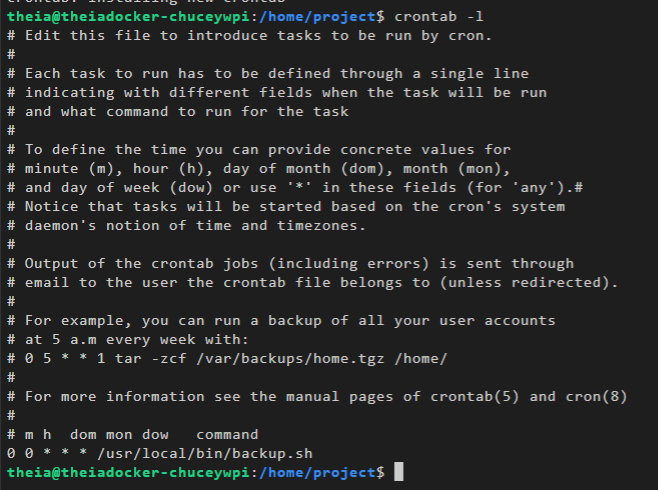 crontab: installing new crontab
theia@theiadocker-chuceywpi:/home/project$ crontab -l
# Edit this file to introduce tasks to be run by cron.
#
# Each task to run has to be defined through a single line
# indicating with different fields when the task will be run
# and what command to run for the task
#
# To define the time you can provide concrete values for
# minute (m), hour (h), day of month (dom), month (mon),
# and day of week (dow) or use '*' in these fields (for 'any').#
# Notice that tasks will be started based on the cron's system
# daemon's notion of time and timezones.
#
# Output of the crontab jobs (including errors) is sent through
# email to the user the crontab file belongs to (unless redirected).
#
# For example, you can run a backup of all your user accounts
# at 5 a.m every week with:
# 0 5 * * 1 tar -zcf /var/backups/home.tgz /home/
#
# For more information see the manual pages of crontab(5) and cron(8)
#
# m h  dom mon dow   command
0 0 * * * /usr/local/bin/backup.sh
theia@theiadocker-chuceywpi:/home/project$